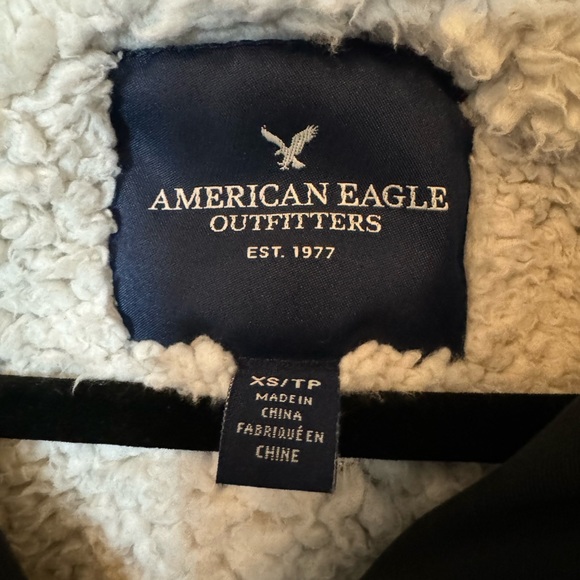 AMERICAN EAGLE
OUTFITTERS
EST. 1977
XS/TP
MADE IN
CHINA
FABRIQUÉ EN
CHINE